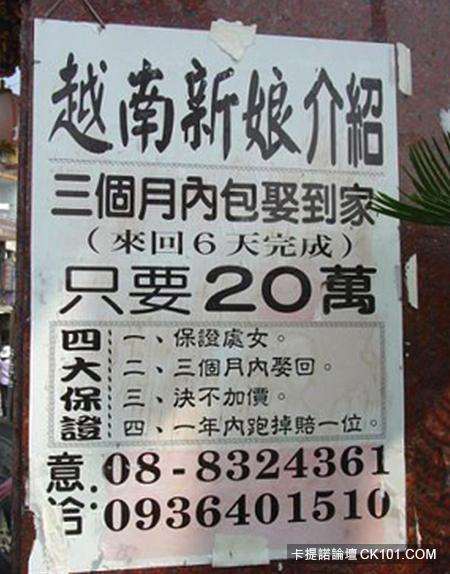 越南新娘介紹
三個月內包娶到家
（來回6天完成）
只要20萬
四大保證
一、保證處女。
二、三個月內娶回。
三、決不加價。
四、一年內跑掉賠一位。
意洽:
08-8324361
0936401510
卡提諾論壇 CK101.COM